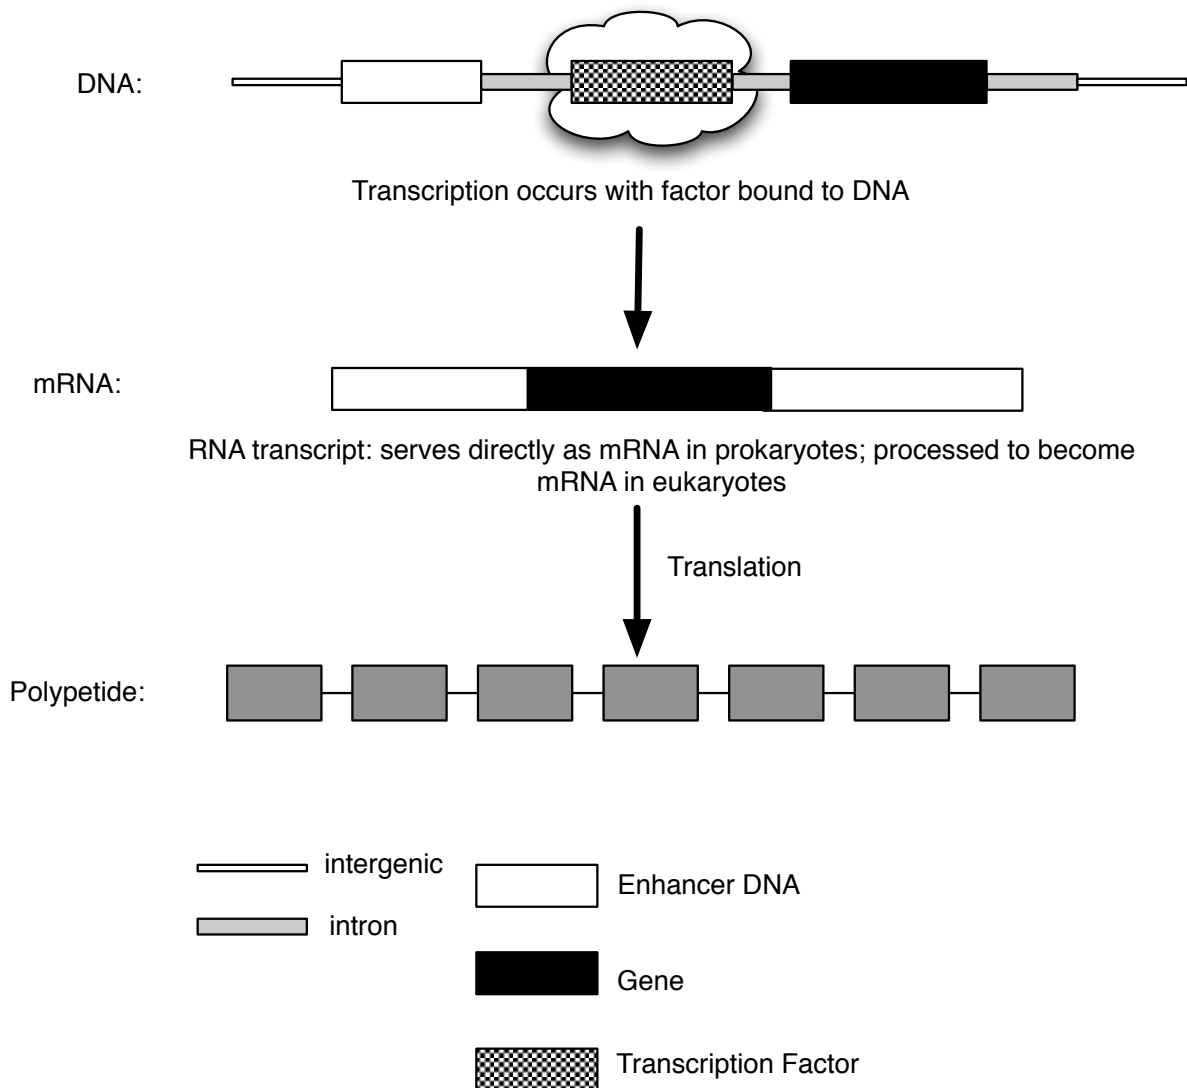 DNA:
Transcription occurs with factor bound to DNA
mRNA:
RNA transcript: serves directly as mRNA in prokaryotes; processed to become
mRNA in eukaryotes
Translation
Polypetide:
intergenic
Enhancer DNA
intron
Gene
Transcription Factor